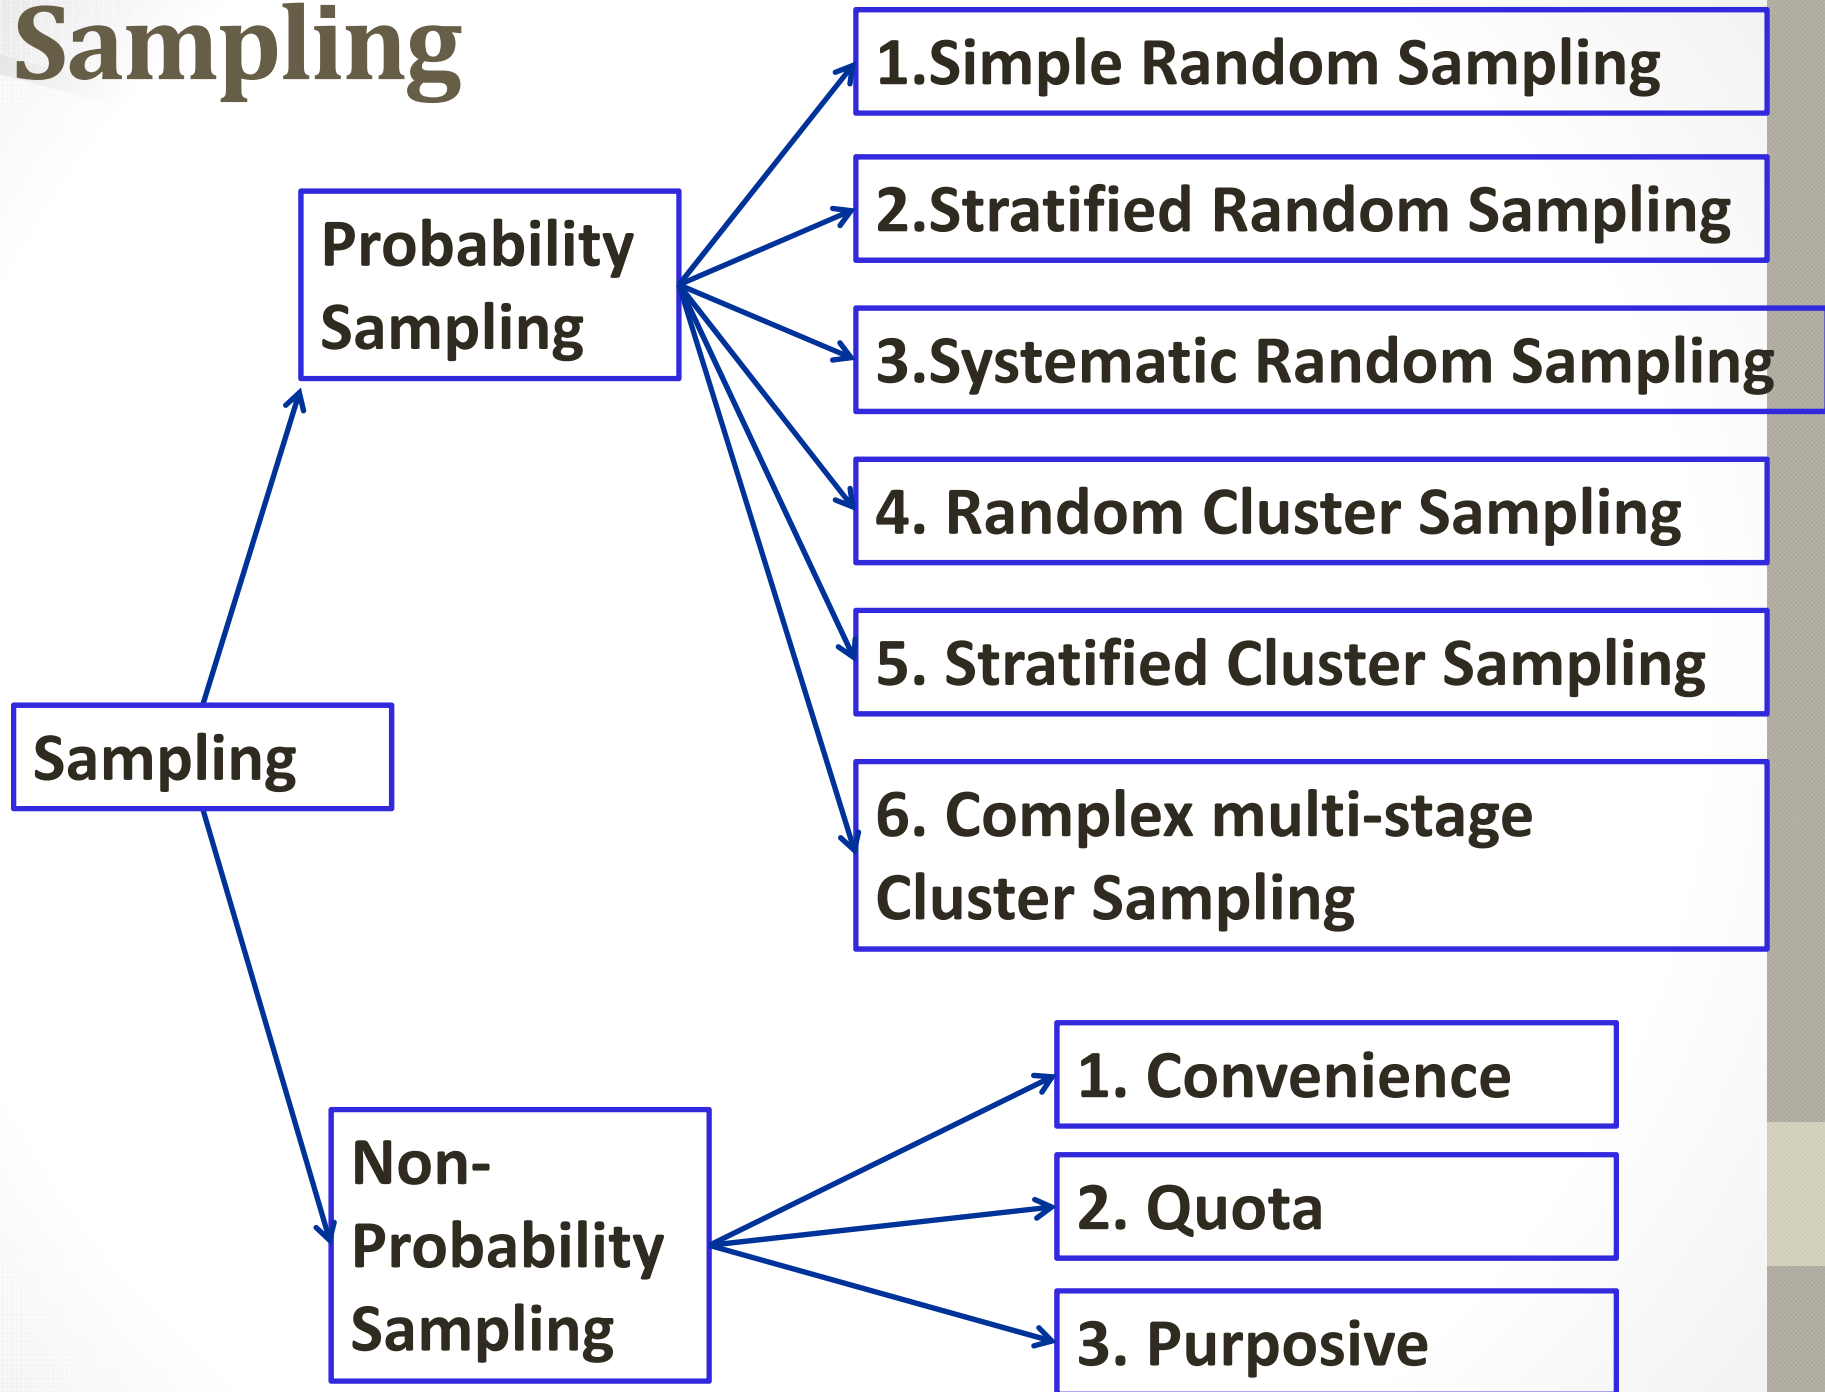 Sampling
1.Simple Random Sampling
2.Stratified Random Sampling
Probability
Sampling
3.Systematic Random Sampling
4. Random Cluster Sampling
5. Stratified Cluster Sampling
Sampling
6. Complex multi-stage
Cluster Sampling
1. Convenience
Non-
Probability
Sampling
2. Quota
3. Purposive